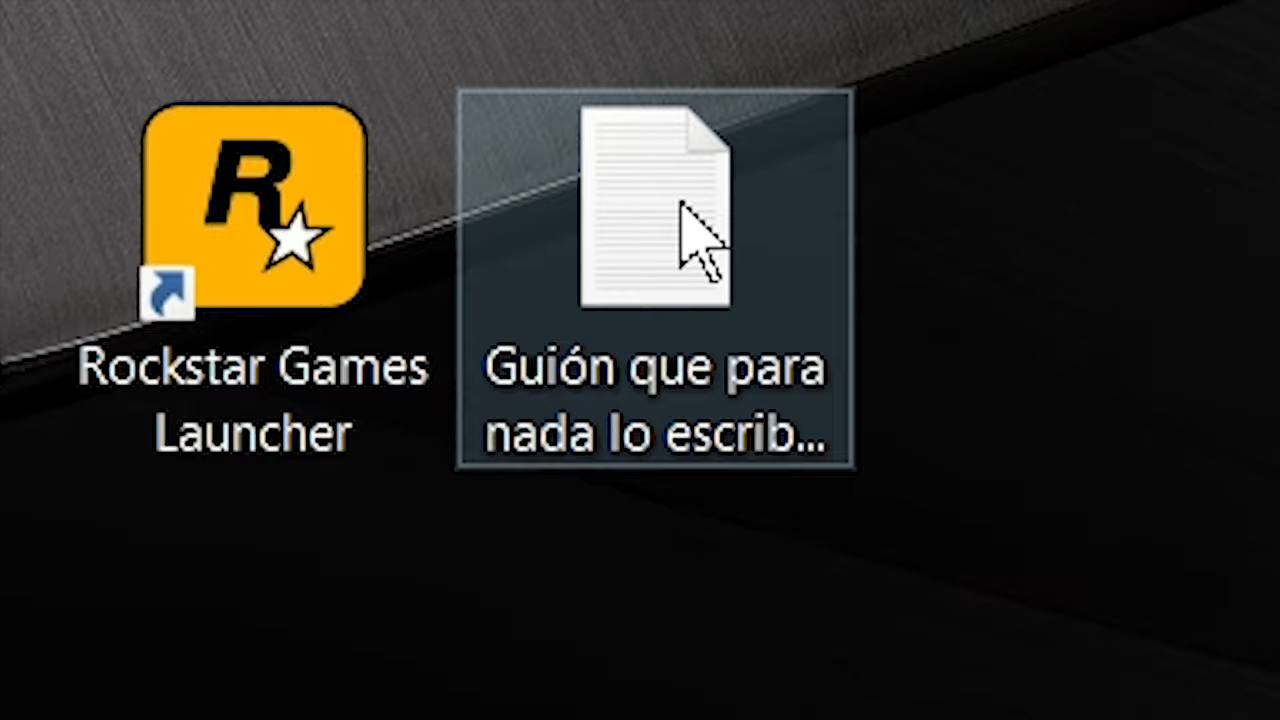 R
Rockstar Games
Launcher
Guión que para
nada lo escrib...